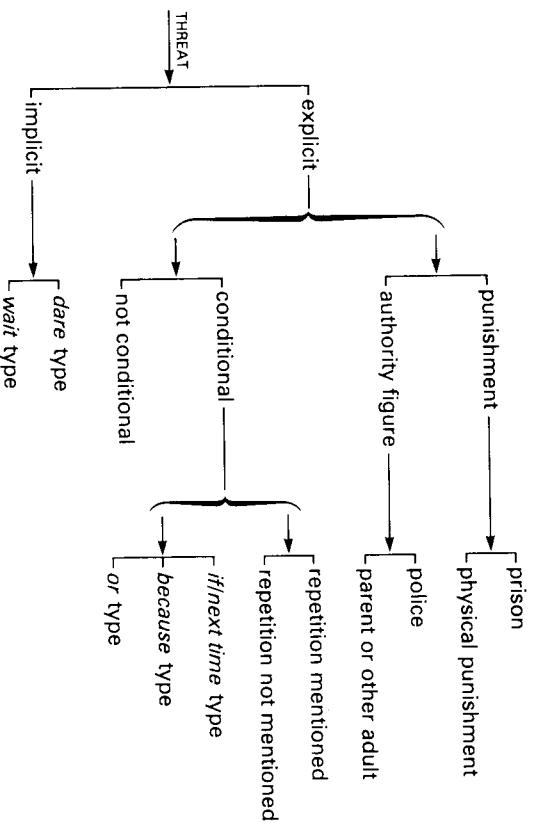 THREAT
explicit
implicit
punishment
authority figure
conditional
not conditional
dare type
wait type
prison
physical punishment
police
parent or other adult
repetition mentioned
repetition not mentioned
if/next time type
because type
or type